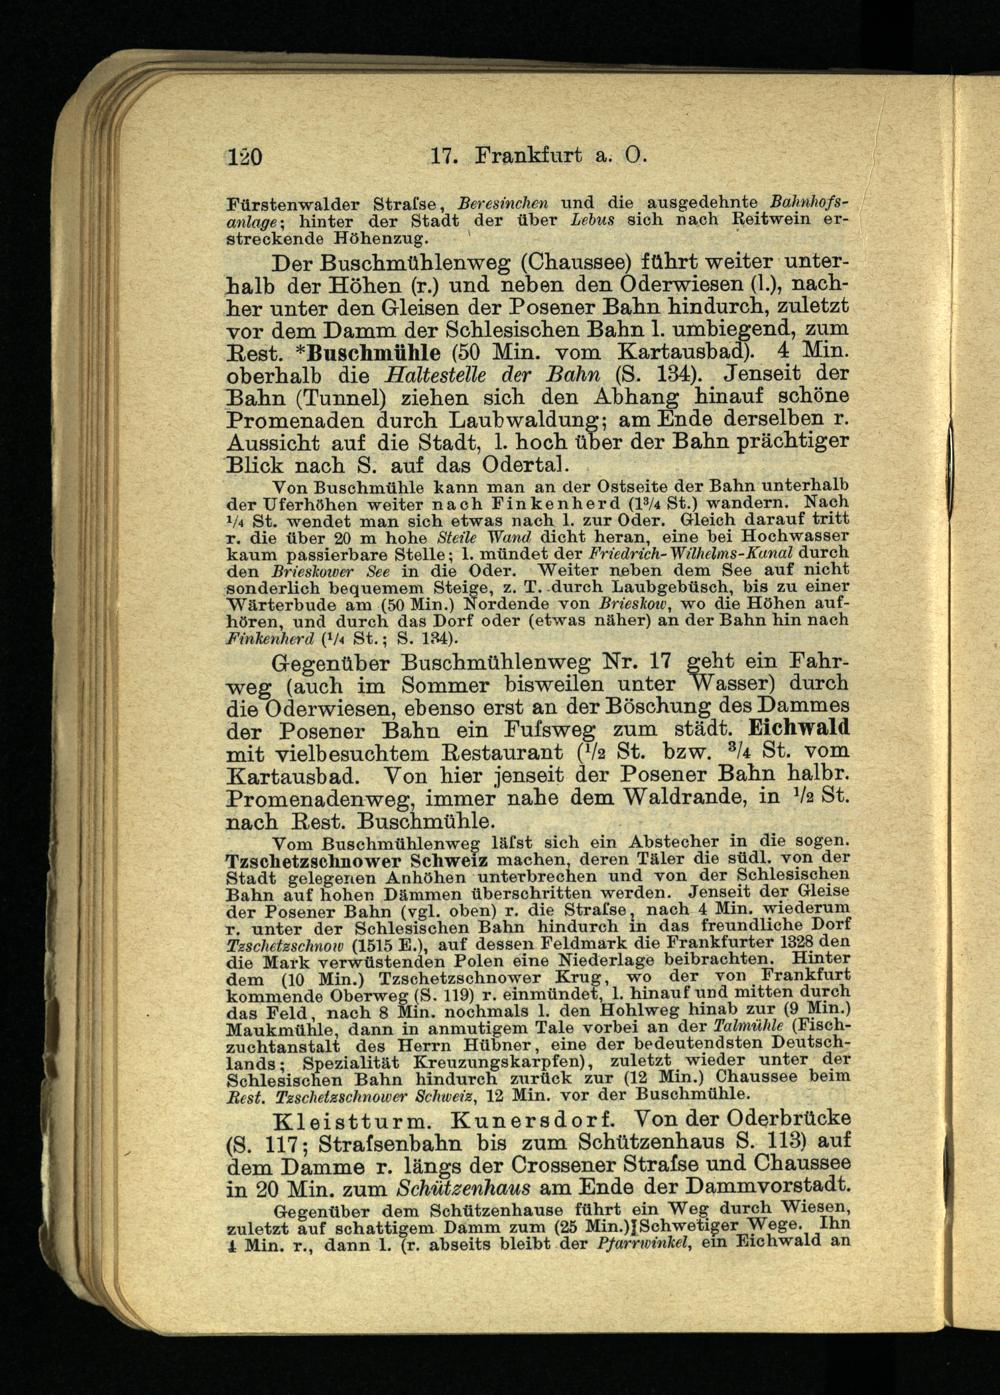 120 17. Frankfurt a. O.
Fürstenwalder Straſse, Beresinchen und die ausgedehnte Bahnhofs-
anlage; hinter der Stadt der über Lebus sich nach Reitwein er-
streckende Höhenzug.
Der Buschmühlenweg (Chaussee) führt weiter unter-
halb der Höhen (r.) und neben den Oderwiesen (l.), nach-
her unter den Gleisen der Posener Bahn hindurch, zuletzt
vor dem Damm der Schlesischen Bahn l. umbiegend, zum
Rest. *Buschmühle (50 Min. vom Kartausbad). 4 Min.
oberhalb die Haltestelle der Bahn (S. 134). Jenseit der
Bahn (Tunnel) ziehen sich den Abhang hinauf schöne
Promenaden durch Laubwaldung; am Ende derselben r.
Aussicht auf die Stadt, l. hoch über der Bahn prächtiger
Blick nach S. auf das Odertal.
Von Buschmühle kann man an der Ostseite der Bahn unterhalb
der Uferhöhen weiter nach Finkenherd (1³/₄ St.) wandern. Nach
¹/₄ St. wendet man sich etwas nach l. zur Oder. Gleich darauf tritt
r. die über 20 m hohe Steile Wand dicht heran, eine bei Hochwasser
kaum passierbare Stelle; l. mündet der Friedrich-Wilhelms-Kanal durch
den Brieskower See in die Oder. Weiter neben dem See auf nicht
sonderlich bequemem Steige, z. T. durch Laubgebüsch, bis zu einer
Wärterbude am (50 Min.) Nordende von Brieskow, wo die Höhen auf-
hören, und durch das Dorf oder (etwas näher) an der Bahn hin nach
Finkenherd (¹/₄ St.; S. 134).
Gegenüber Buschmühlenweg Nr. 17 geht ein Fahr-
weg (auch im Sommer bisweilen unter Wasser) durch
die Oderwiesen, ebenso erst an der Böschung des Dammes
der Posener Bahn ein Fuſsweg zum städt. Eichwald
mit vielbesuchtem Restaurant (¹/₂ St. bzw. ³/₄ St. vom
Kartausbad. Von hier jenseit der Posener Bahn halbr.
Promenadenweg, immer nahe dem Waldrande, in ¹/₂ St.
nach Rest. Buschmühle.
Vom Buschmühlenweg läſst sich ein Abstecher in die sogen.
Tzschetzschnower Schweiz machen, deren Täler die südl. von der
Stadt gelegenen Anhöhen unterbrechen und von der Schlesischen
Bahn auf hohen Dämmen überschritten werden. Jenseit der Gleise
der Posener Bahn (vgl. oben) r. die Straſse, nach 4 Min. wiederum
r. unter der Schlesischen Bahn hindurch in das freundliche Dorf
Tzschetzschnow (1515 E.), auf dessen Feldmark die Frankfurter 1328 den
die Mark verwüstenden Polen eine Niederlage beibrachten. Hinter
dem (10 Min.) Tzschetzschnower Krug, wo der von Frankfurt
kommende Oberweg (S. 119) r. einmündet, l. hinauf und mitten durch
das Feld, nach 8 Min. nochmals l. den Hohlweg hinab zur (9 Min.)
Maukmühle, dann in anmutigem Tale vorbei an der Talmühle (Fisch-
zuchtanstalt des Herrn Hübner, eine der bedeutendsten Deutsch-
lands; Spezialität Kreuzungskarpfen), zuletzt wieder unter der
Schlesischen Bahn hindurch zurück zur (12 Min.) Chaussee beim
Rest. Tzschetzschnower Schweiz, 12 Min. vor der Buschmühle.
Kleistturm. Kunersdorf. Von der Oderbrücke
(S. 117; Straſsenbahn bis zum Schützenhaus S. 113) auf
dem Damme r. längs der Crossener Straſse und Chaussee
in 20 Min. zum Schützenhaus am Ende der Dammvorstadt.
Gegenüber dem Schützenhause führt ein Weg durch Wiesen,
zuletzt auf schattigem Damm zum (25 Min.) Schwetiger Wege. Ihn
4 Min. r., dann l. (r. abseits bleibt der Pfarrwinkel, ein Eichwald an